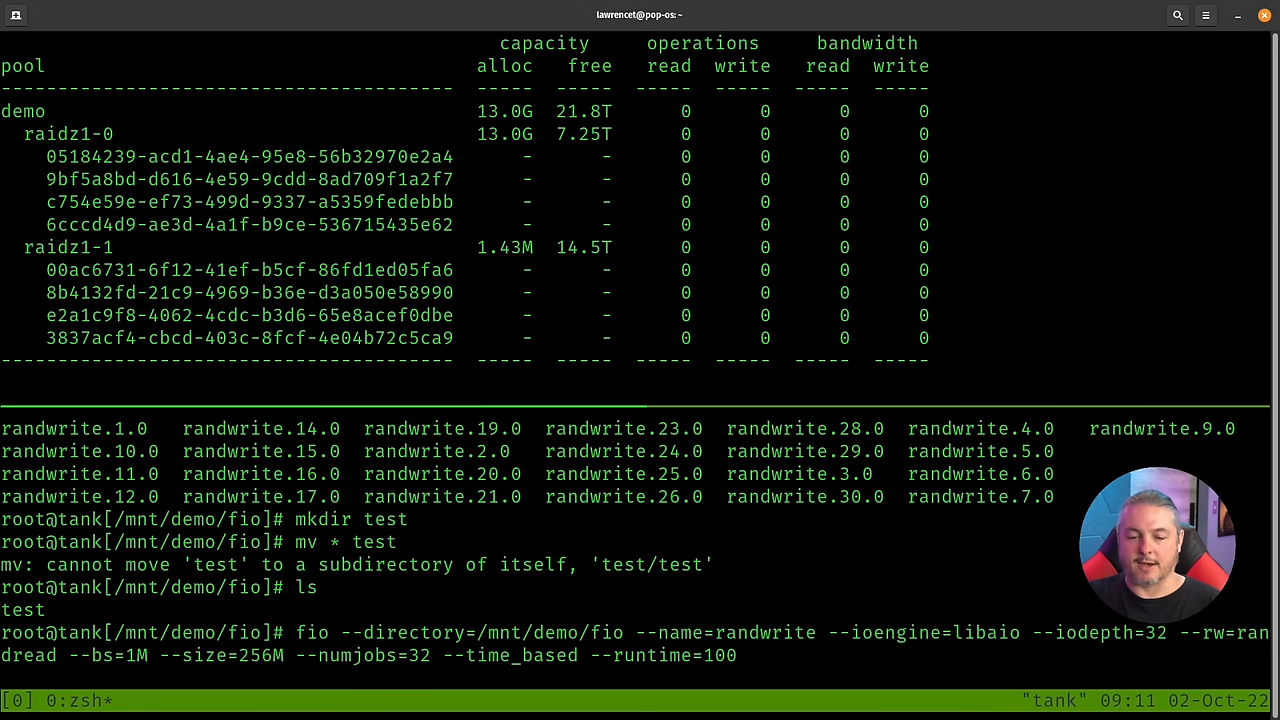 lawrencet@pop-os: ~
capacity operations bandwidth
pool alloc free read write read write
---------------------------------------- ----- ----- ----- ----- ----- -----
demo 13.0G 21.8T 0 0 0 0
raidz1-0 13.0G 7.25T 0 0 0 0
05184239-acd1-4ae4-95e8-56b32970e2a4 - - 0 0 0 0
9bf5a8bd-d616-4e59-9cdd-8ad709f1a2f7 - - 0 0 0 0
c754e59e-ef73-499d-9337-a5359fedebbb - - 0 0 0 0
6cccd4d9-ae3d-4a1f-b9ce-536715435e62 - - 0 0 0 0
raidz1-1 1.43M 14.5T 0 0 0 0
00ac6731-6f12-41ef-b5cf-86fd1ed05fa6 - - 0 0 0 0
8b4132fd-21c9-4969-b36e-d3a050e58990 - - 0 0 0 0
e2a1c9f8-4062-4cdc-b3d6-65e8acef0dbe - - 0 0 0 0
3837acf4-cbcd-403c-8fcf-4e04b72c5ca9 - - 0 0 0 0
---------------------------------------- ----- ----- ----- ----- ----- -----
randwrite.1.0 randwrite.14.0 randwrite.19.0 randwrite.23.0 randwrite.28.0 randwrite.4.0 randwrite.9.0
randwrite.10.0 randwrite.15.0 randwrite.2.0 randwrite.24.0 randwrite.29.0 randwrite.5.0
randwrite.11.0 randwrite.16.0 randwrite.20.0 randwrite.25.0 randwrite.3.0 randwrite.6.0
randwrite.12.0 randwrite.17.0 randwrite.21.0 randwrite.26.0 randwrite.30.0 randwrite.7.0
root@tank[/mnt/demo/fio]# mkdir test
root@tank[/mnt/demo/fio]# mv * test
mv: cannot move 'test' to a subdirectory of itself, 'test/test'
root@tank[/mnt/demo/fio]# ls
test
root@tank[/mnt/demo/fio]# fio --directory=/mnt/demo/fio --name=randwrite --ioengine=libaio --iodepth=32 --rw=ran
dread --bs=1M --size=256M --numjobs=32 --time_based --runtime=100
[0] 0:zsh* "tank" 09:11 02-Oct-22